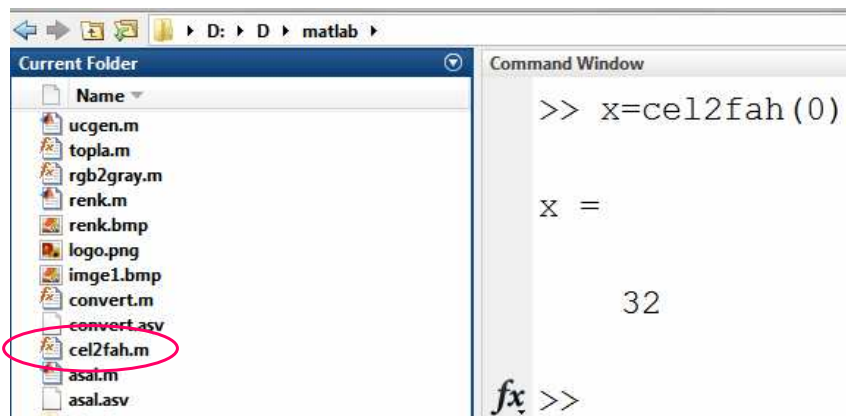 D: D matlab
Current Folder
Name
ucgen.m
topla.m
rgb2gray.m
renk.m
renk.bmp
logo.png
imge1.bmp
convert.m
convert.asv
cel2fah.m
asal.m
asal.asv
Command Window
>> x=cel2fah(0)
x =
32
fx >>